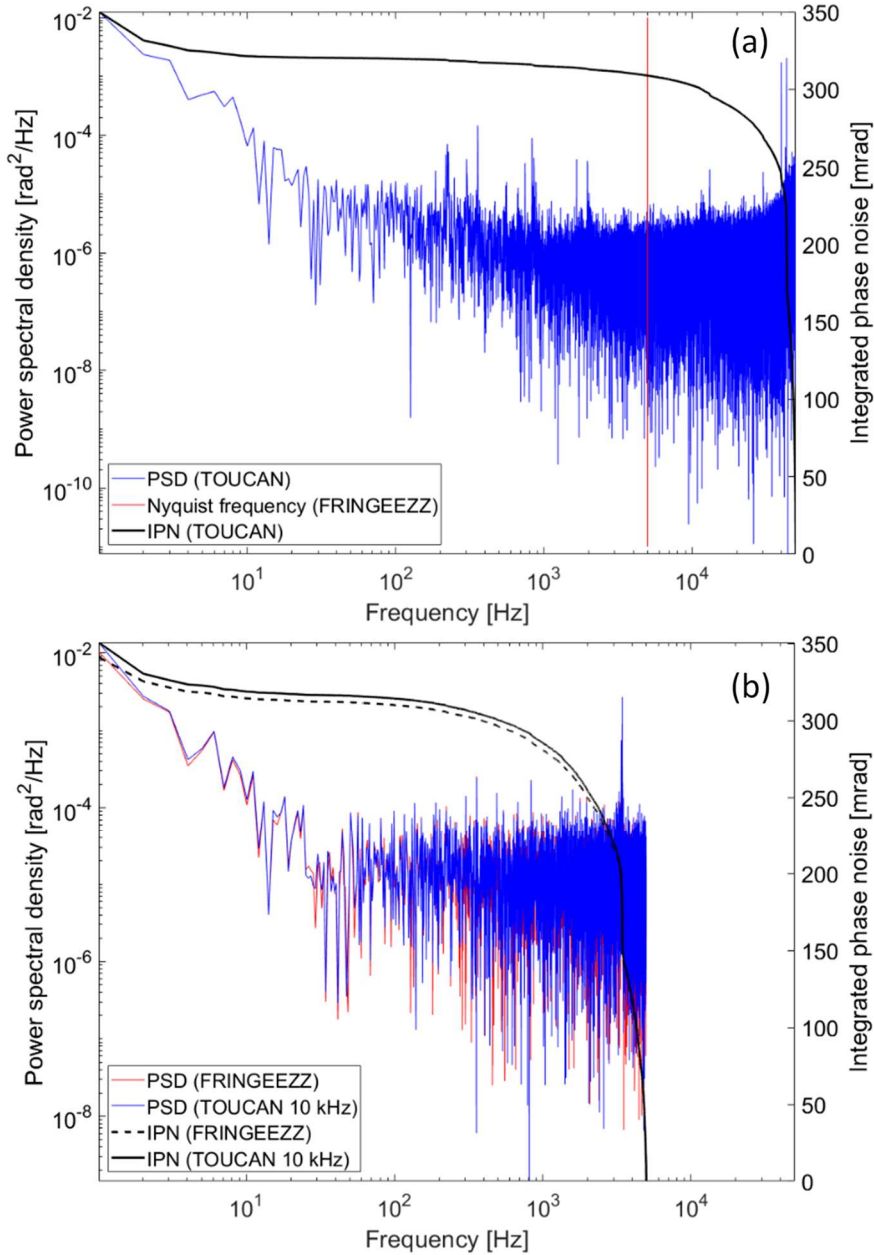 (a)
10^-2
10^-4
10^-6
10^-8
10^-10
Power spectral density [rad^2/Hz]
350
300
250
200
150
100
50
0
Integrated phase noise [mrad]
PSD (TOUCAN)
Nyquist frequency (FRINGEEZZ)
IPN (TOUCAN)
10^1 10^2 10^3 10^4
Frequency [Hz]
(b)
10^-2
10^-4
10^-6
10^-8
Power spectral density [rad^2/Hz]
350
300
250
200
150
100
50
0
Integrated phase noise [mrad]
PSD (FRINGEEZZ)
PSD (TOUCAN 10 kHz)
IPN (FRINGEEZZ)
IPN (TOUCAN 10 kHz)
10^1 10^2 10^3 10^4
Frequency [Hz]